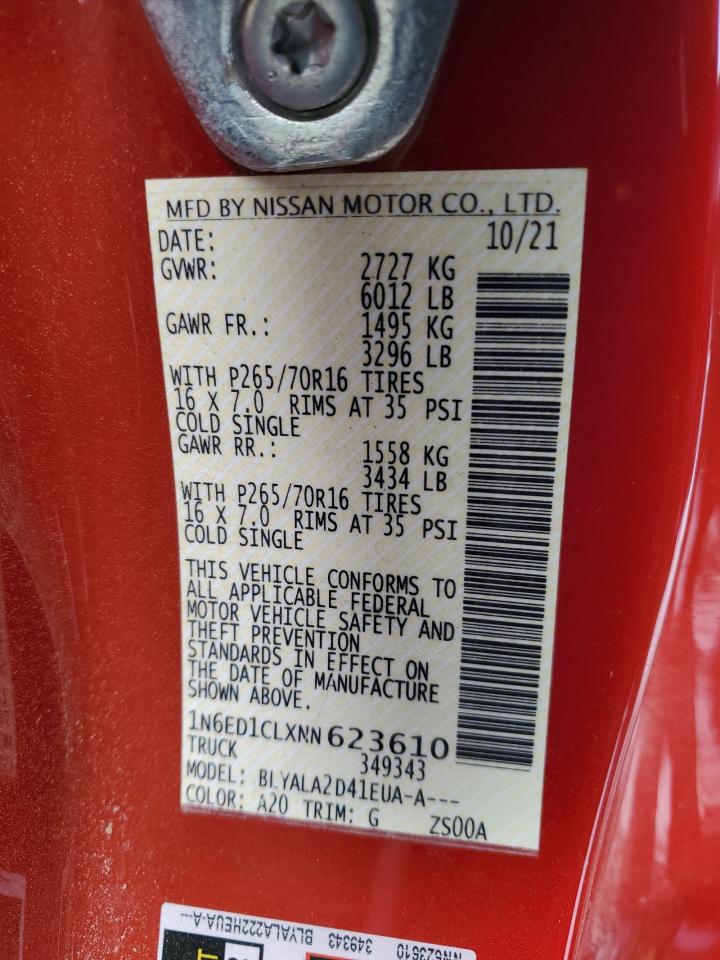 MFD BY NISSAN MOTOR CO., LTD.
DATE: 10/21
GVWR: 2727 KG
6012 LB
GAWR FR.: 1495 KG
3296 LB
WITH P265/70R16 TIRES
16 X 7.0 RIMS AT 35 PSI
COLD SINGLE
GAWR RR.: 1558 KG
3434 LB
WITH P265/70R16 TIRES
16 X 7.0 RIMS AT 35 PSI
COLD SINGLE
THIS VEHICLE CONFORMS TO
ALL APPLICABLE FEDERAL
MOTOR VEHICLE SAFETY AND
THEFT PREVENTION
STANDARDS IN EFFECT ON
THE DATE OF MANUFACTURE
SHOWN ABOVE.
1N6ED1CLXNN623610
TRUCK 349343
MODEL: BLYALA2D41EUA-A---
COLOR: A20 TRIM: G ZS00A
NN623610 349343 BLYALA222HEUA-A---